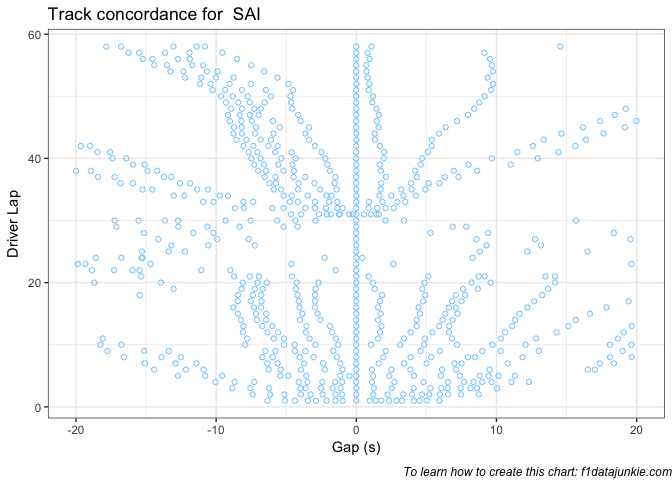 Track concordance for  SAI
60
40
20
0
Driver Lap
-20 -10 0 10 20
Gap (s)
To learn how to create this chart: f1datajunkie.com